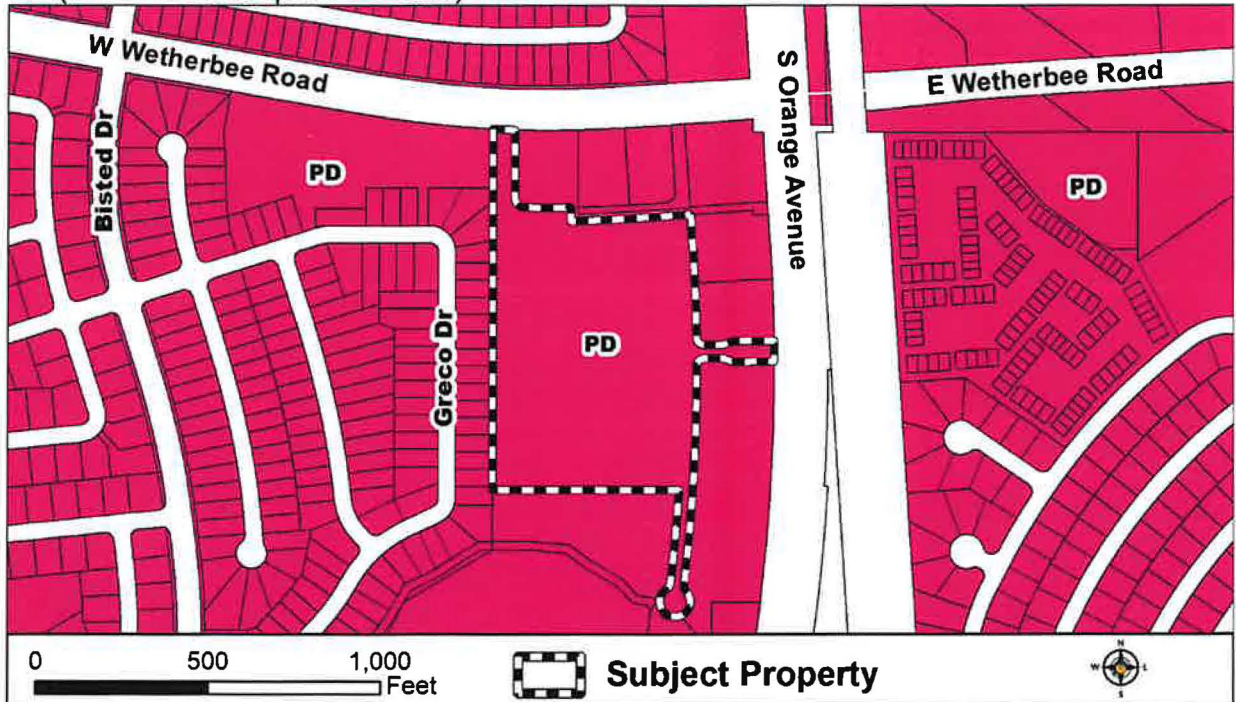 W Wetherbee Road
E Wetherbee Road
S Orange Avenue
Bisted Dr
PD
PD
PD
Greco Dr
0 500 1,000
Feet
Subject Property
N
W
S